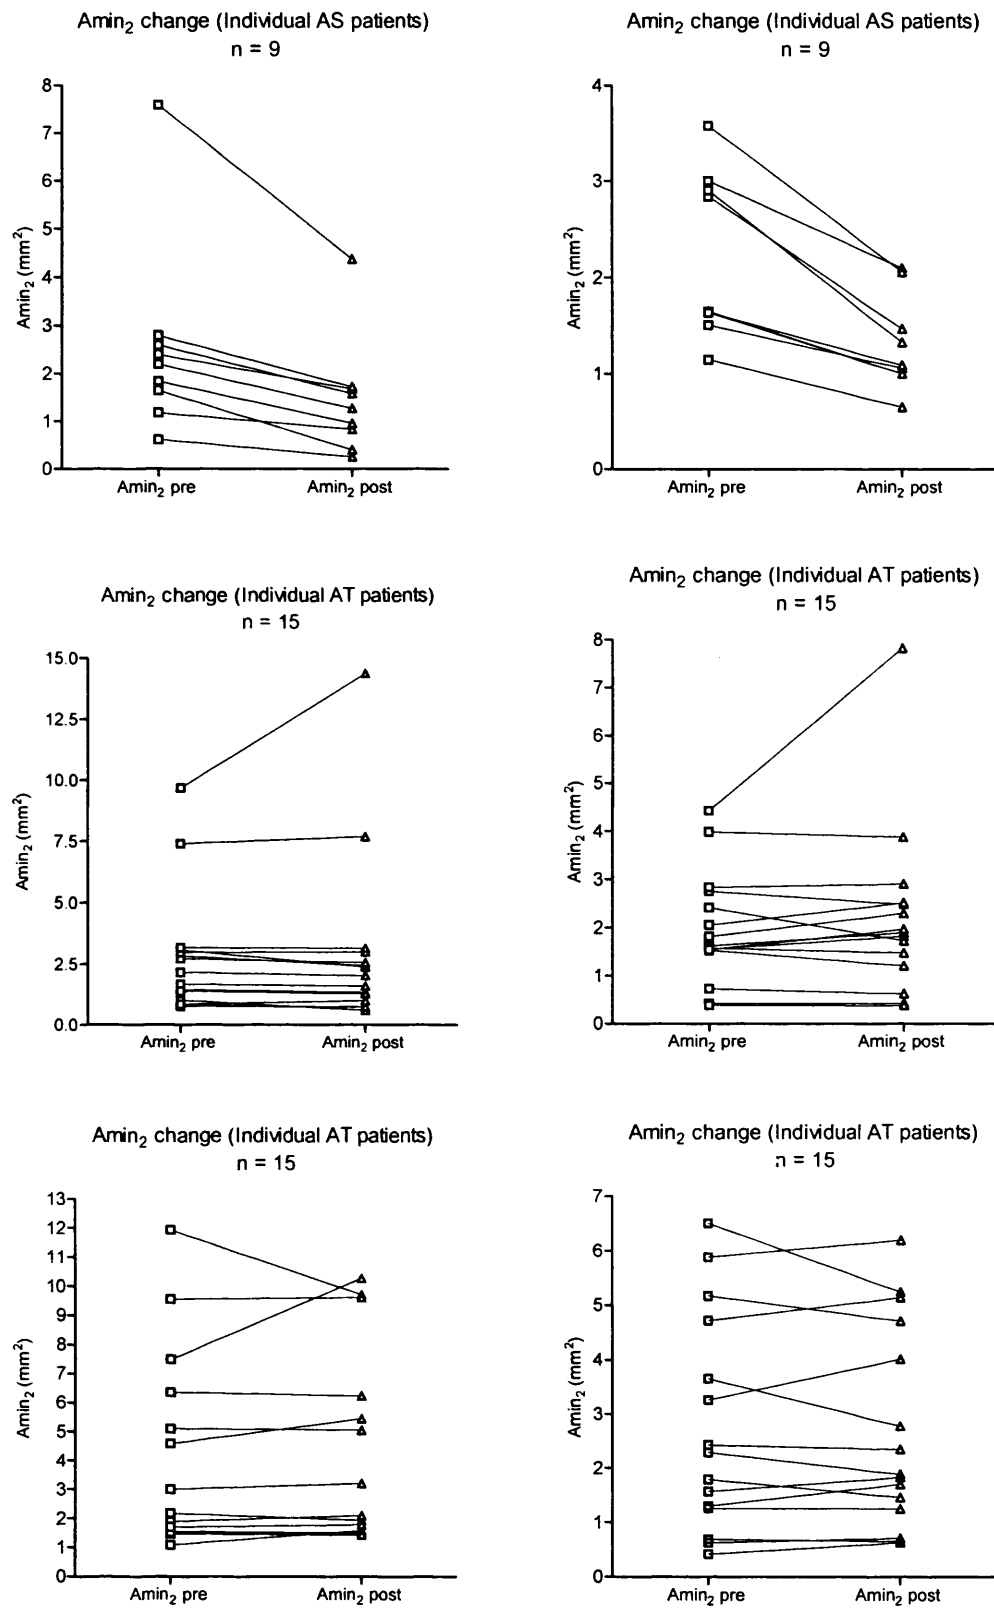 Amin₂ change (Individual AS patients)
n = 9
8
7
6
5
4
3
2
1
0
Amin₂ (mm²)
Amin₂ pre
Amin₂ post
Amin₂ change (Individual AS patients)
n = 9
4
3
2
1
0
Amin₂ (mm²)
Amin₂ pre
Amin₂ post
Amin₂ change (Individual AT patients)
n = 15
15.0
12.5
10.0
7.5
5.0
2.5
0.0
Amin₂ (mm²)
Amin₂ pre
Amin₂ post
Amin₂ change (Individual AT patients)
n = 15
8
7
6
5
4
3
2
1
0
Amin₂ (mm²)
Amin₂ pre
Amin₂ post
Amin₂ change (Individual AT patients)
n = 15
13
12
11
10
9
8
7
6
5
4
3
2
1
0
Amin₂ (mm²)
Amin₂ pre
Amin₂ post
Amin₂ change (Individual AT patients)
n = 15
7
6
5
4
3
2
1
0
Amin₂ (mm²)
Amin₂ pre
Amin₂ post